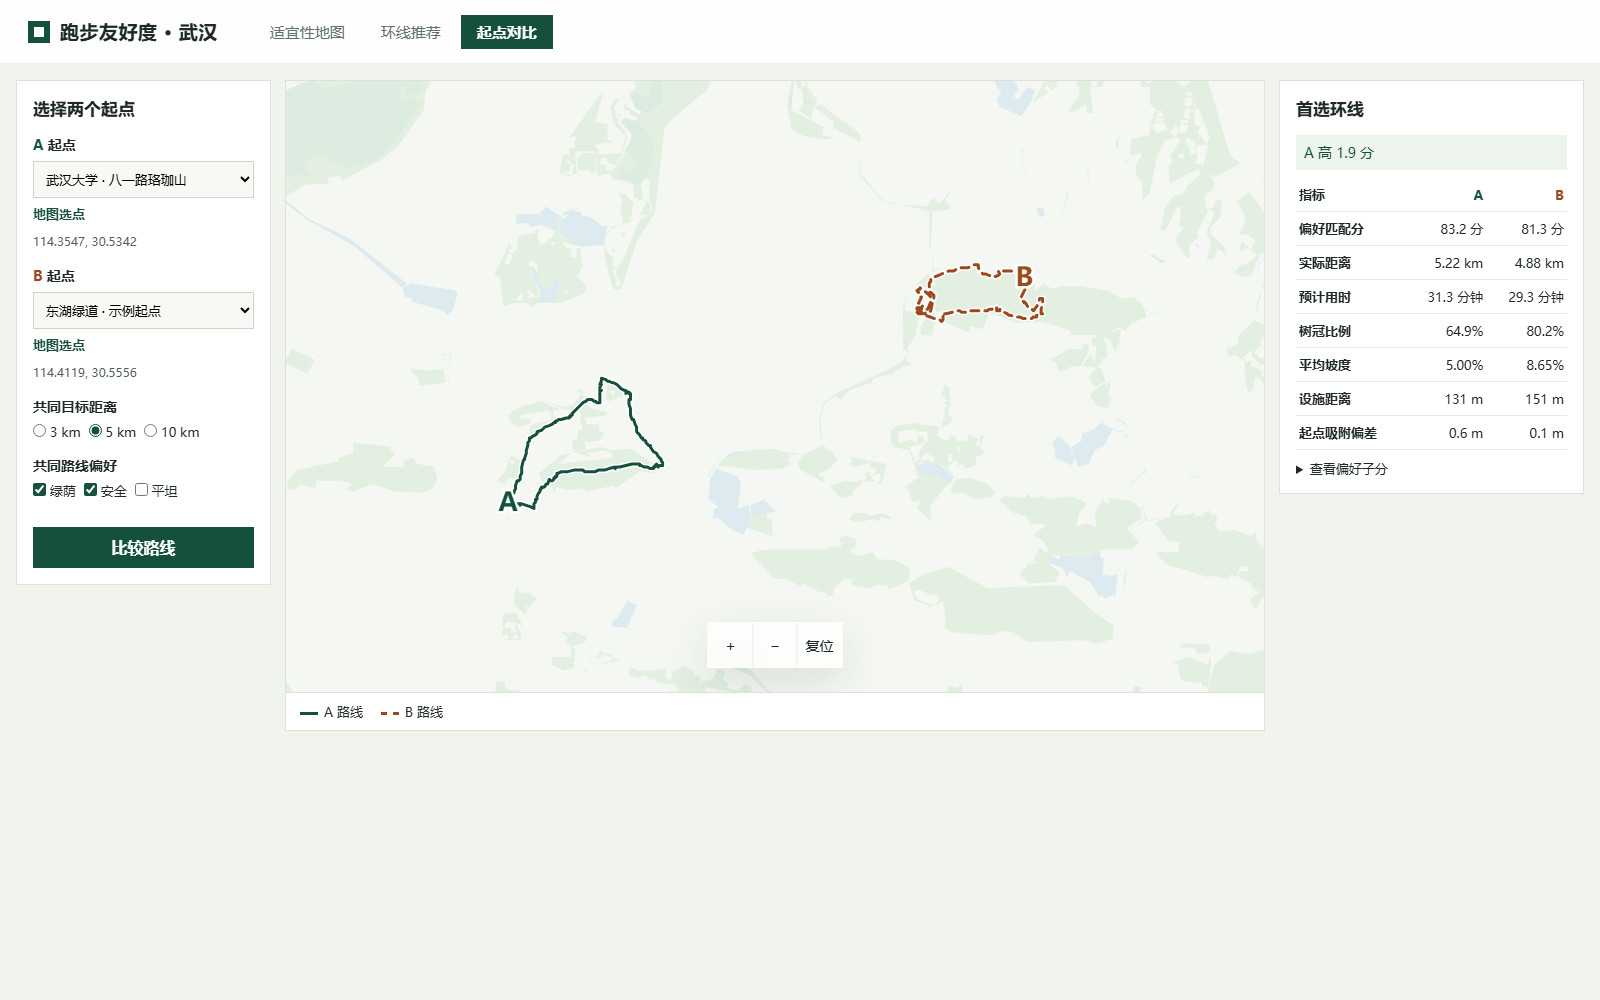 跑步友好度 · 武汉
适宜性地图 环线推荐 起点对比
选择两个起点
A 起点
武汉大学 · 八一路珞珈山
地图选点
114.3547, 30.5342
B 起点
东湖绿道 · 示例起点
地图选点
114.4119, 30.5556
共同目标距离
3 km 5 km 10 km
共同路线偏好
绿荫 安全 平坦
比较路线
A
B
+ − 复位
A 路线 B 路线
首选环线
A 高 1.9 分
指标 A B
偏好匹配分 83.2 分 81.3 分
实际距离 5.22 km 4.88 km
预计用时 31.3 分钟 29.3 分钟
树冠比例 64.9% 80.2%
平均坡度 5.00% 8.65%
设施距离 131 m 151 m
起点吸附偏差 0.6 m 0.1 m
查看偏好子分